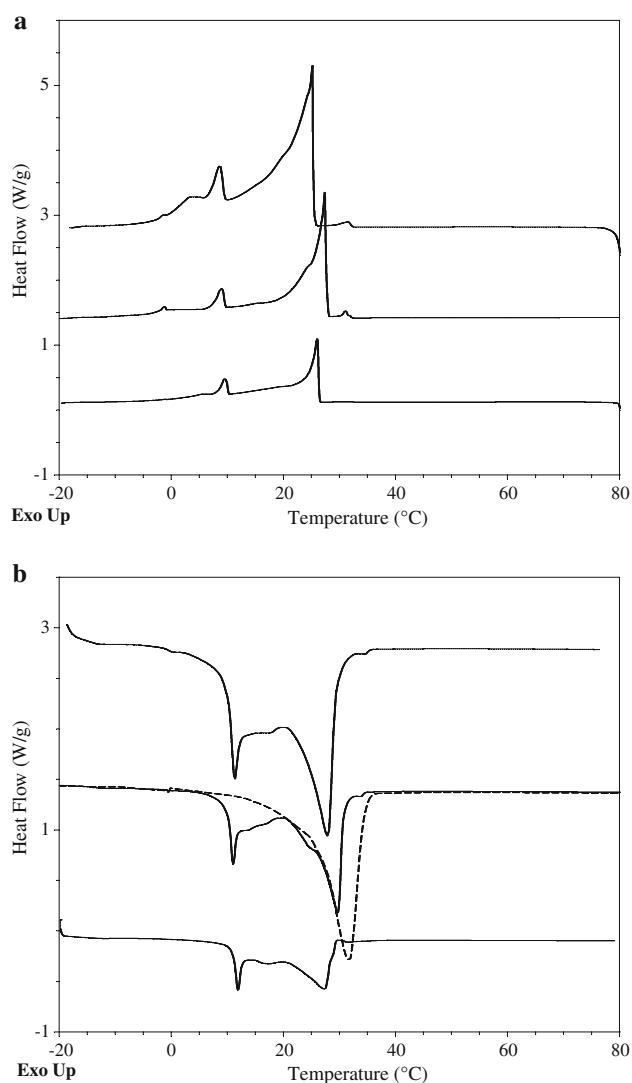 a
5
3
1
-1
Heat Flow (W/g)
-20 0 20 40 60 80
Exo Up
Temperature (°C)
b
3
1
-1
Heat Flow (W/g)
-20 0 20 40 60 80
Exo Up
Temperature (°C)